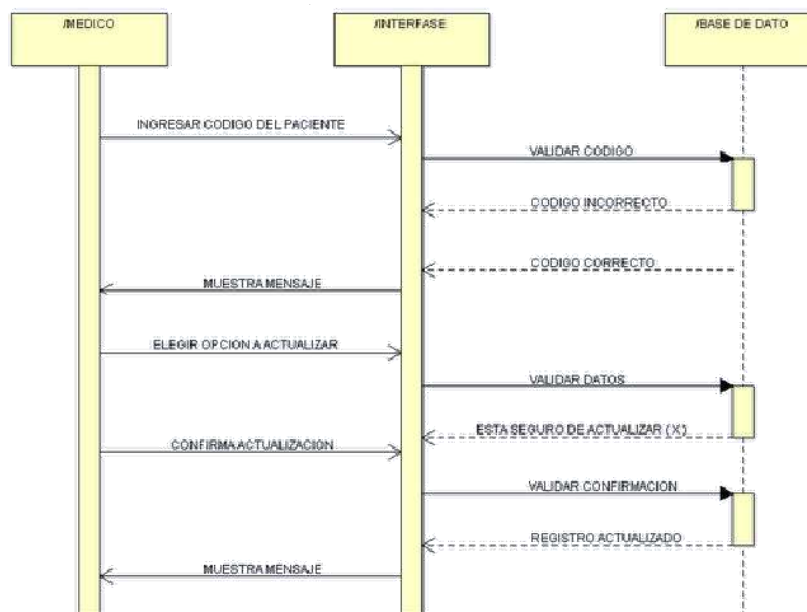 /MEDICO
/INTERFASE
/BASE DE DATO
INGRESAR CODIGO DEL PACIENTE
VALIDAR CODIGO
CODIGO INCORRECTO
CODIGO CORRECTO
MUESTRA MENSAJE
ELEGIR OPCION A ACTUALIZAR
VALIDAR DATOS
ESTA SEGURO DE ACTUALIZAR (X)
CONFIRMA ACTUALIZACION
VALIDAR CONFIRMACION
REGISTRO ACTUALIZADO
MUESTRA MENSAJE